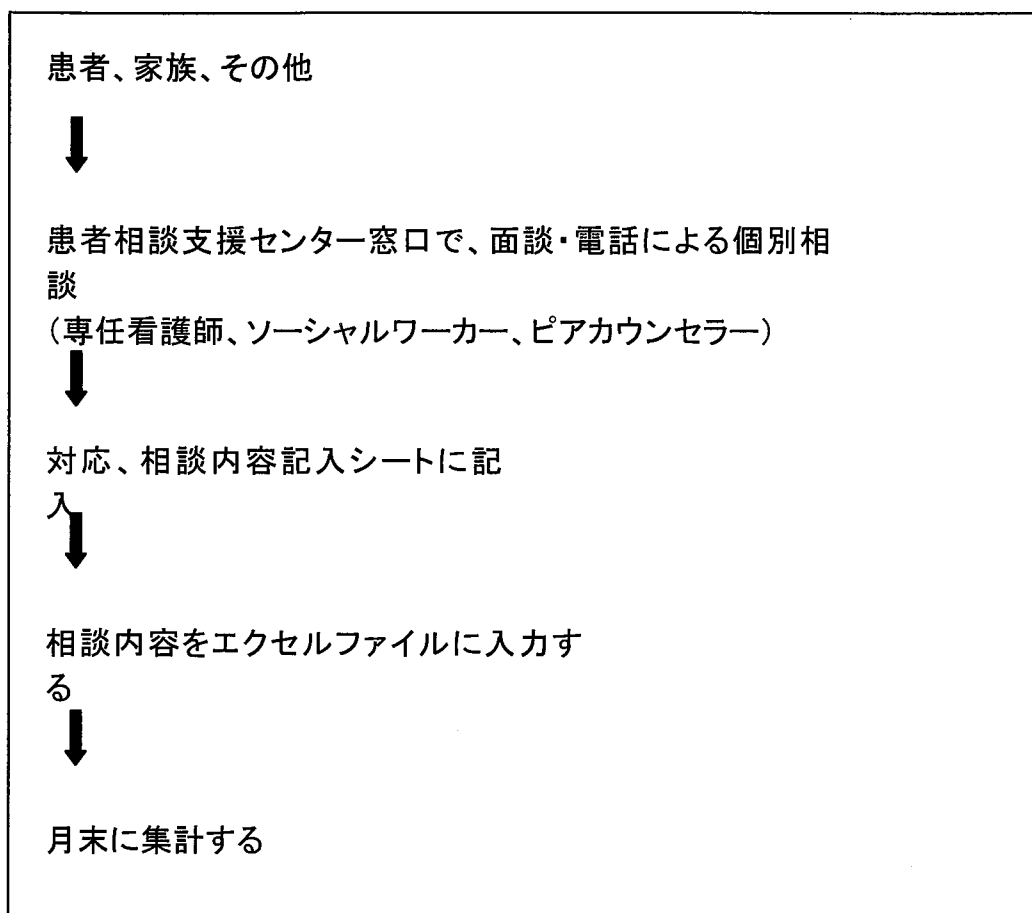 患者、家族、その他
患者相談支援センター窓口で、面談・電話による個別相
談
（専任看護師、ソーシャルワーカー、ピアカウンセラー）
対応、相談内容記入シートに記
入
相談内容をエクセルファイルに入力す
る
月末に集計する